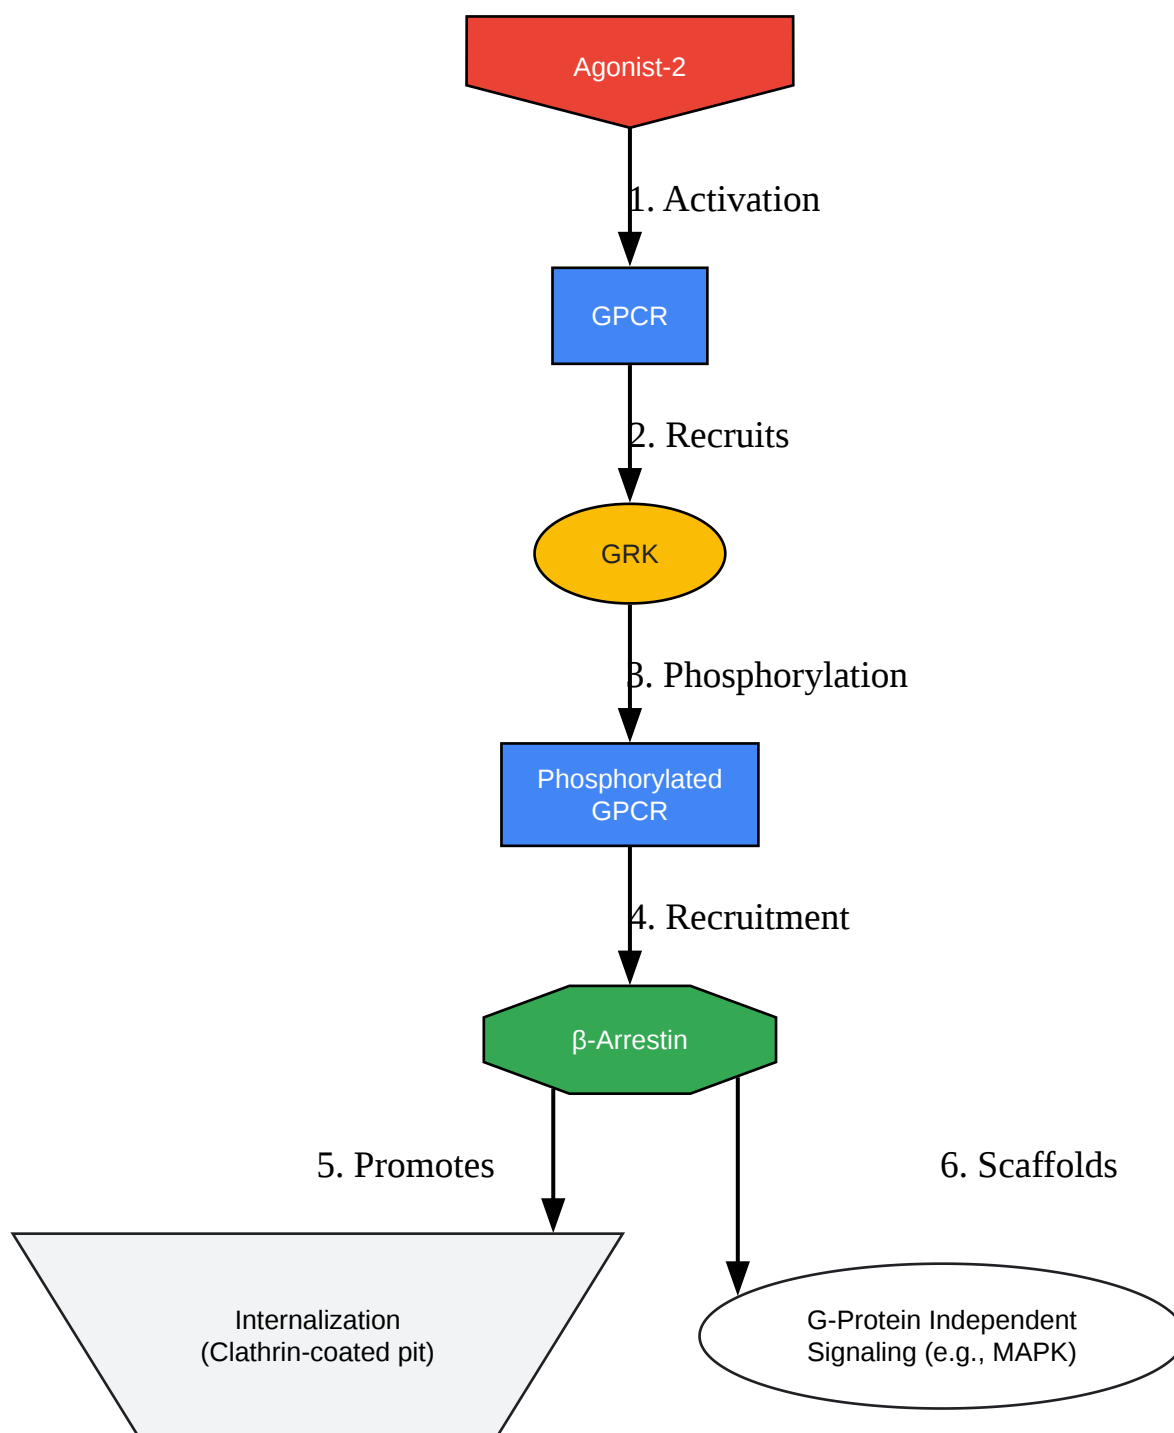 Agonist-2
1. Activation
GPCR
2. Recruits
GRK
3. Phosphorylation
Phosphorylated
GPCR
4. Recruitment
β-Arrestin
5. Promotes
6. Scaffolds
Internalization
(Clathrin-coated pit)
G-Protein Independent
Signaling (e.g., MAPK)